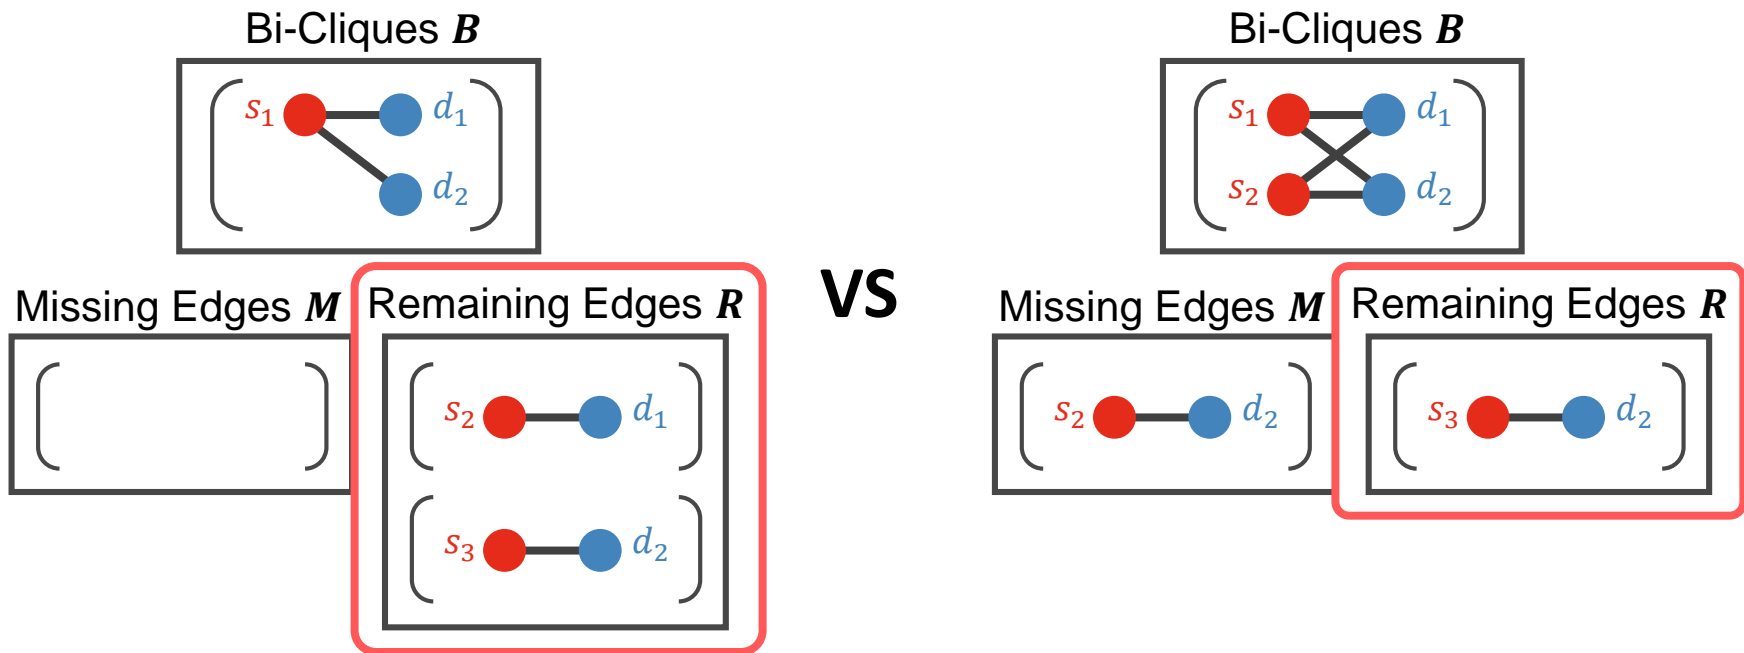 Bi-Cliques B
s₁ d₁
d₂
Missing Edges M
Remaining Edges R
s₂ d₁
s₃ d₂
VS
Bi-Cliques B
s₁ d₁
s₂ d₂
Missing Edges M
s₂ d₂
Remaining Edges R
s₃ d₂